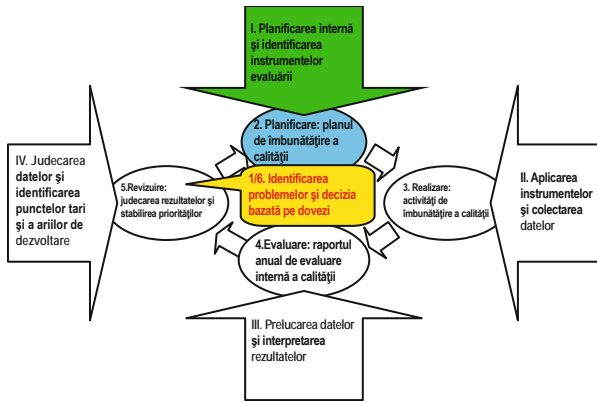 I. Planificarea internă
şi identificarea
instrumentelor
evaluării
2. Planificare: planul
de îmbunătăţire a
calităţii
IV. Judecarea
datelor şi
identificarea
punctelor tari
şi a ariilor de
dezvoltare
5.Revizuire:
judecarea rezultatelor şi
stabilirea priorităţilor
1/6. Identificarea
problemelor şi decizia
bazată pe dovezi
3. Realizare:
activităţi de
îmbunătăţire a calităţii
II. Aplicarea
instrumentelor
şi colectarea
datelor
4.Evaluare: raportul
anual de evaluare
internă a calităţii
III. Prelucarea datelor
şi interpretarea
rezultatelor